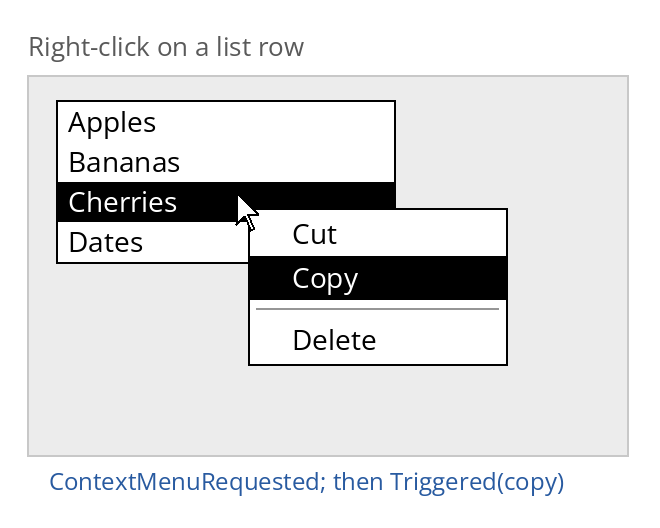 Right-click on a list row
Apples
Bananas
Cherries
Dates
Cut
Copy
Delete
ContextMenuRequested; then Triggered(copy)